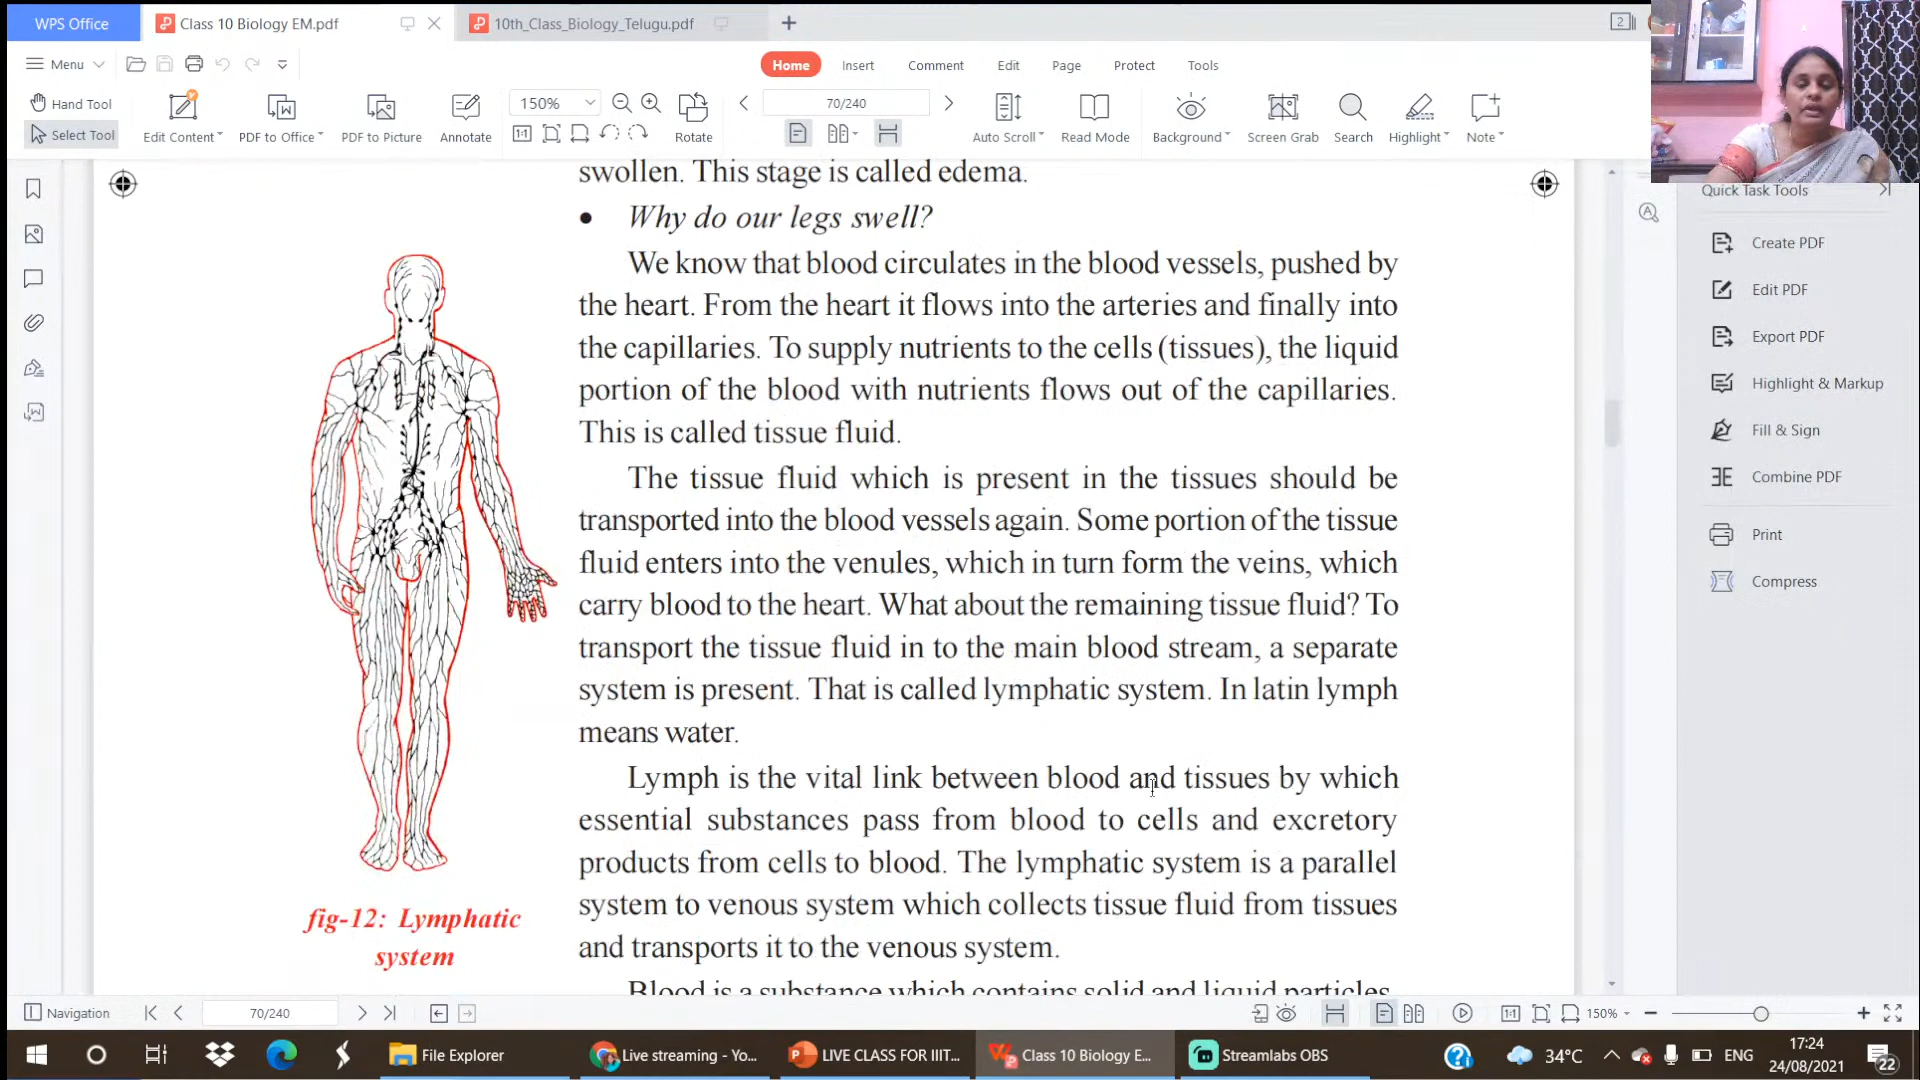 WPS Office
Class 10 Biology EM.pdf
10th_Class_Biology_Telugu.pdf
2
Menu
Home
Insert
Comment
Edit
Page
Protect
Tools
Hand Tool
Select Tool
Edit Content
PDF to Office
PDF to Picture
Annotate
150%
Rotate
70/240
Auto Scroll
Read Mode
Background
Screen Grab
Search
Highlight
Note
Quick Task Tools
Create PDF
Edit PDF
Export PDF
Highlight & Markup
Fill & Sign
Combine PDF
Print
Compress
swollen. This stage is called edema.
• Why do our legs swell?
We know that blood circulates in the blood vessels, pushed by
the heart. From the heart it flows into the arteries and finally into
the capillaries. To supply nutrients to the cells (tissues), the liquid
portion of the blood with nutrients flows out of the capillaries.
This is called tissue fluid.
The tissue fluid which is present in the tissues should be
transported into the blood vessels again. Some portion of the tissue
fluid enters into the venules, which in turn form the veins, which
carry blood to the heart. What about the remaining tissue fluid? To
transport the tissue fluid in to the main blood stream, a separate
system is present. That is called lymphatic system. In latin lymph
means water.
Lymph is the vital link between blood and tissues by which
essential substances pass from blood to cells and excretory
products from cells to blood. The lymphatic system is a parallel
system to venous system which collects tissue fluid from tissues
and transports it to the venous system.
Blood is a substance which contains solid and liquid particles.
fig-12: Lymphatic
system
Navigation
70/240
1:1
150%
File Explorer
Live streaming - Yo...
LIVE CLASS FOR IIIT...
Class 10 Biology E...
Streamlabs OBS
34°C
ENG
17:24
24/08/2021
22